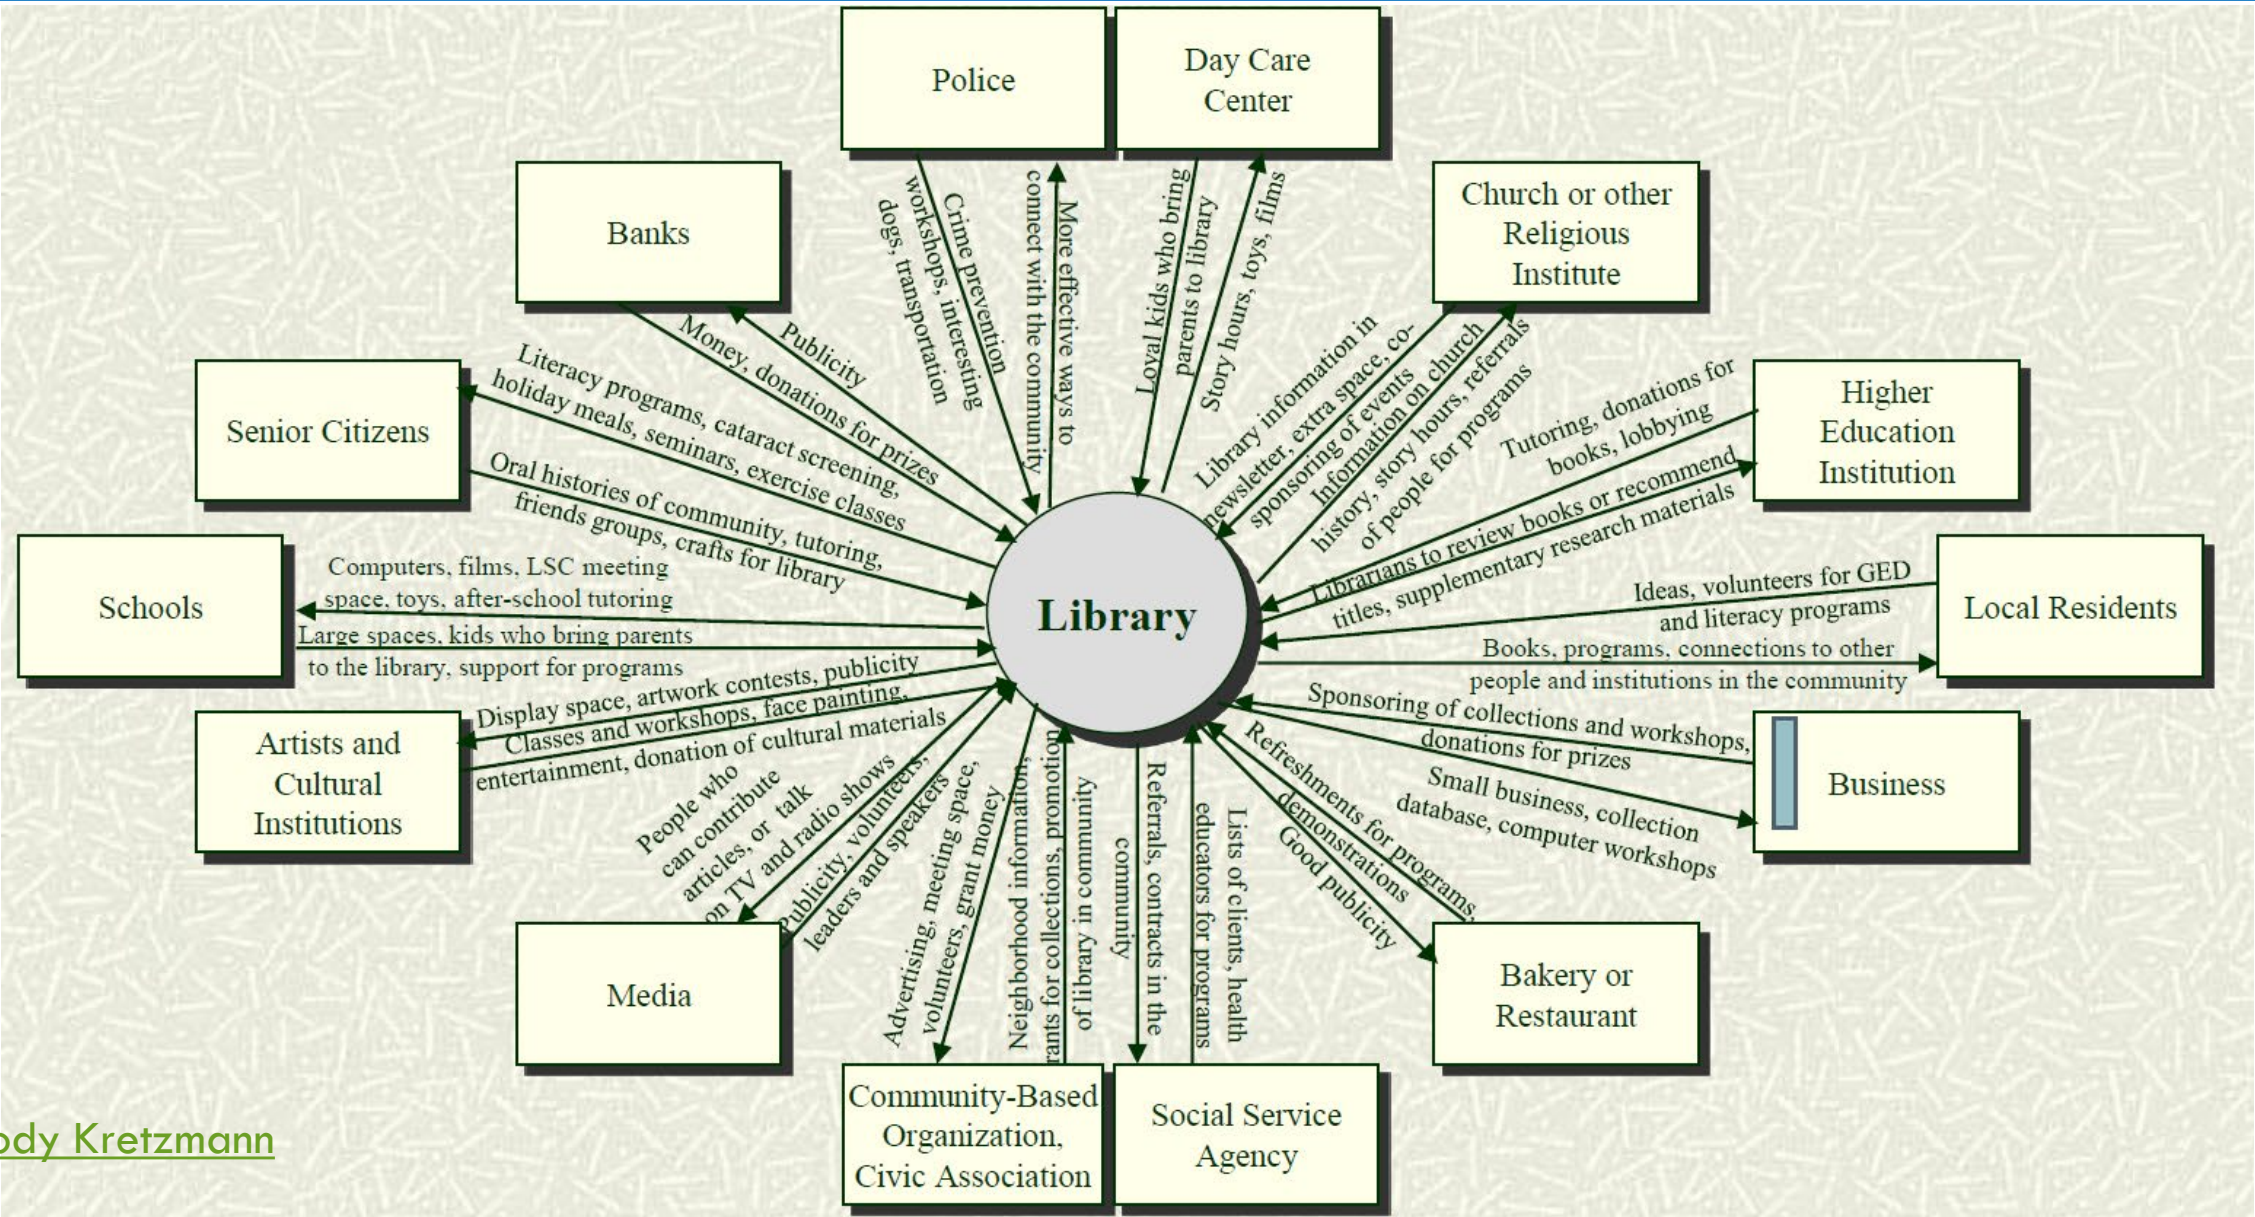 Police
Day Care
Center
Banks
Church or other
Religious
Institute
Crime prevention
workshops, interesting
dogs, transportation
More effective ways to
connect with the community
Loyal kids who bring
parents to library
Story hours, toys, films
Publicity
Money, donations for prizes
Library information in
newsletter, extra space, co-
sponsoring of events
Information on church
history, story hours, referrals
of people for programs
Senior Citizens
Literacy programs, cataract screening,
holiday meals, seminars, exercise classes
Oral histories of community, tutoring,
friends groups, crafts for library
Tutoring, donations for
books, lobbying
Librarians to review books or recommend
titles, supplementary research materials
Higher
Education
Institution
Schools
Computers, films, LSC meeting
space, toys, after-school tutoring
Large spaces, kids who bring parents
to the library, support for programs
Library
Ideas, volunteers for GED
and literacy programs
Books, programs, connections to other
people and institutions in the community
Local Residents
Artists and
Cultural
Institutions
Display space, artwork contests, publicity
Classes and workshops, face painting,
entertainment, donation of cultural materials
Sponsoring of collections and workshops,
donations for prizes
Small business, collection
database, computer workshops
Business
People who
can contribute
articles, or talk
on TV and radio shows
Publicity, volunteers,
leaders and speakers
Advertising, meeting space,
volunteers, grant money
Neighborhood information,
rants for collections, promotion
of library in community
Referrals, contracts in the
community
Lists of clients, health
educators for programs
Refreshments for programs,
demonstrations
Good publicity
Media
Bakery or
Restaurant
Community-Based
Organization,
Civic Association
Social Service
Agency
ody Kretzmann